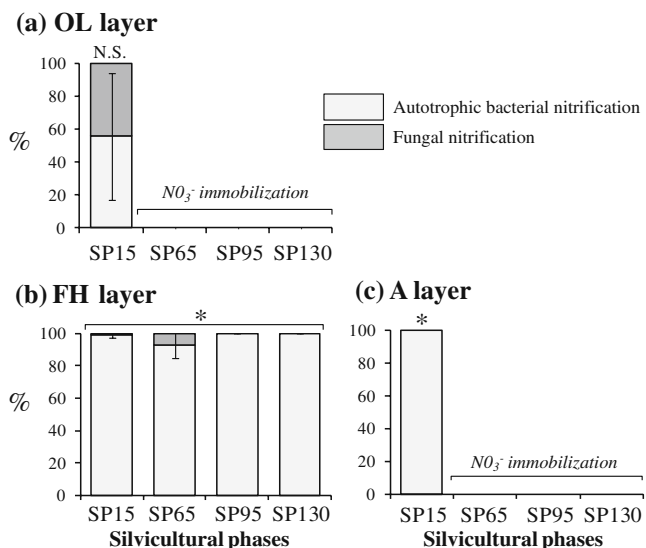 (a) OL layer
N.S.
100
80
60
40
20
0
%
N0₃⁻ immobilization
SP15 SP65 SP95 SP130
Autotrophic bacterial nitrification
Fungal nitrification
(b) FH layer
*
100
80
60
40
20
0
%
SP15 SP65 SP95 SP130
Silvicultural phases
(c) A layer
*
100
80
60
40
20
0
N0₃⁻ immobilization
SP15 SP65 SP95 SP130
Silvicultural phases